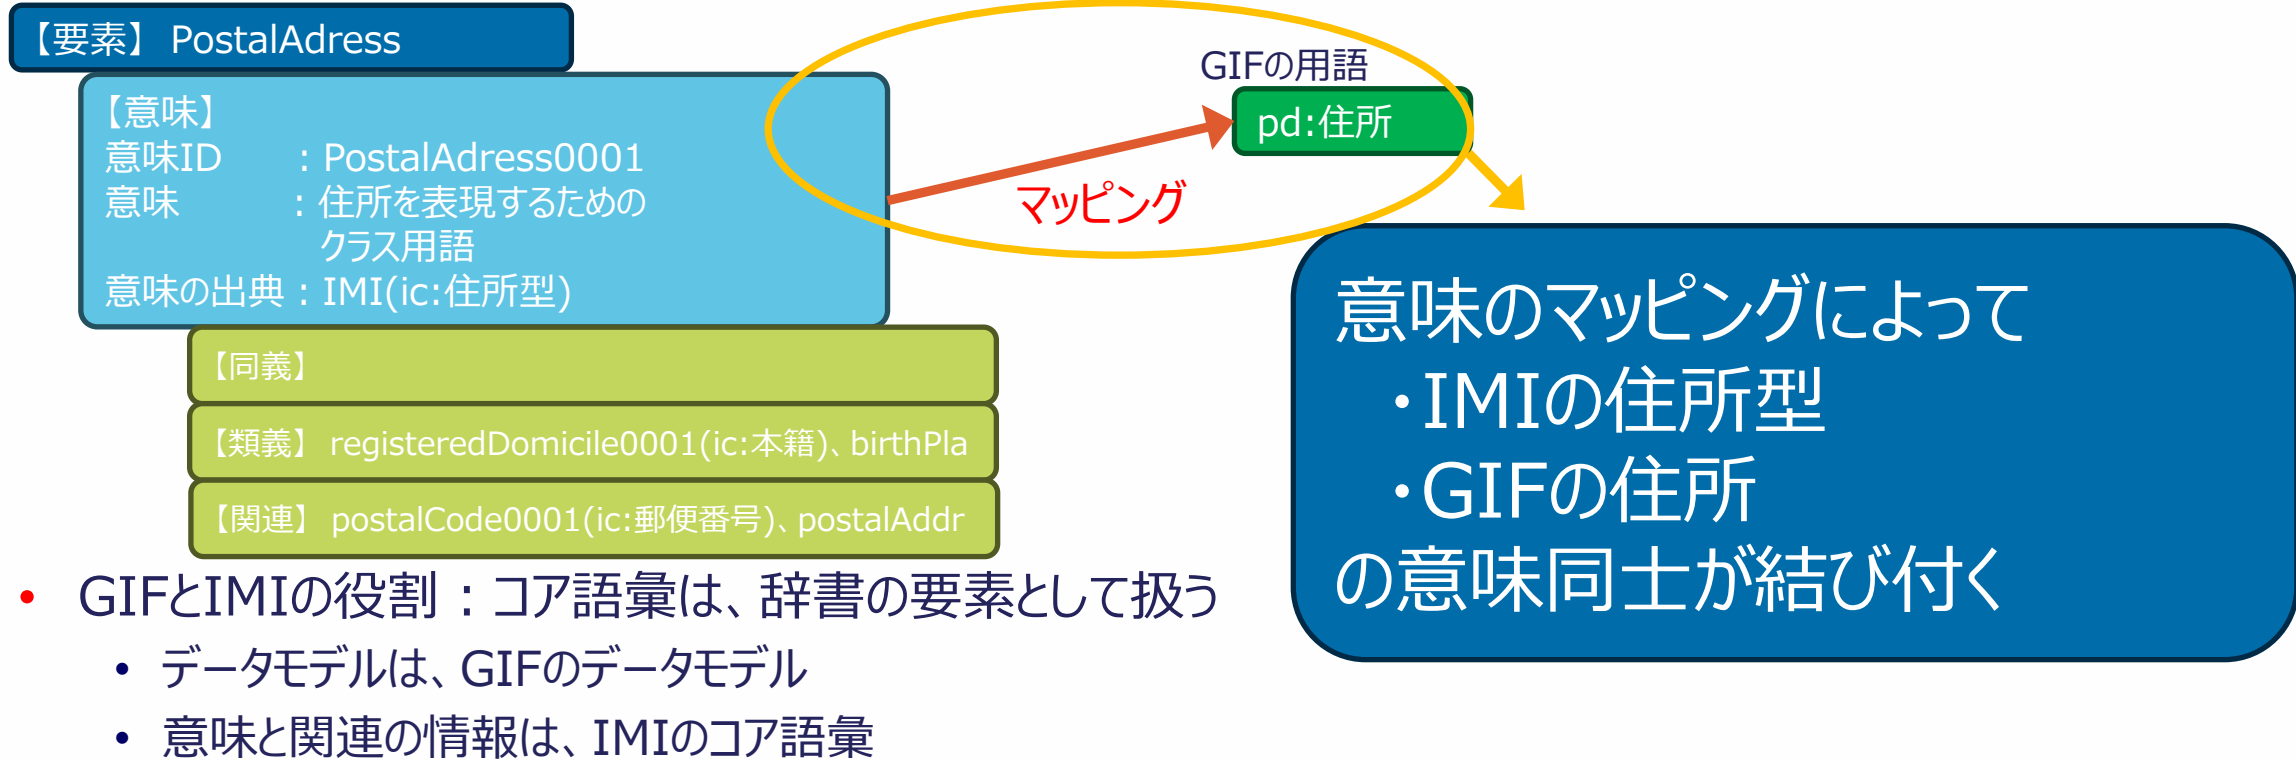 【要素】 PostalAdress
【意味】
意味ID : PostalAdress0001
意味 : 住所を表現するための
クラス用語
意味の出典 : IMI(ic:住所型)
【同義】
【類義】 registeredDomicile0001(ic:本籍)、birthPla
【関連】 postalCode0001(ic:郵便番号)、postalAddr
GIFの用語
pd:住所
マッピング
意味のマッピングによって
・IMIの住所型
・GIFの住所
の意味同士が結び付く
• GIFとIMIの役割：コア語彙は、辞書の要素として扱う
• データモデルは、GIFのデータモデル
• 意味と関連の情報は、IMIのコア語彙